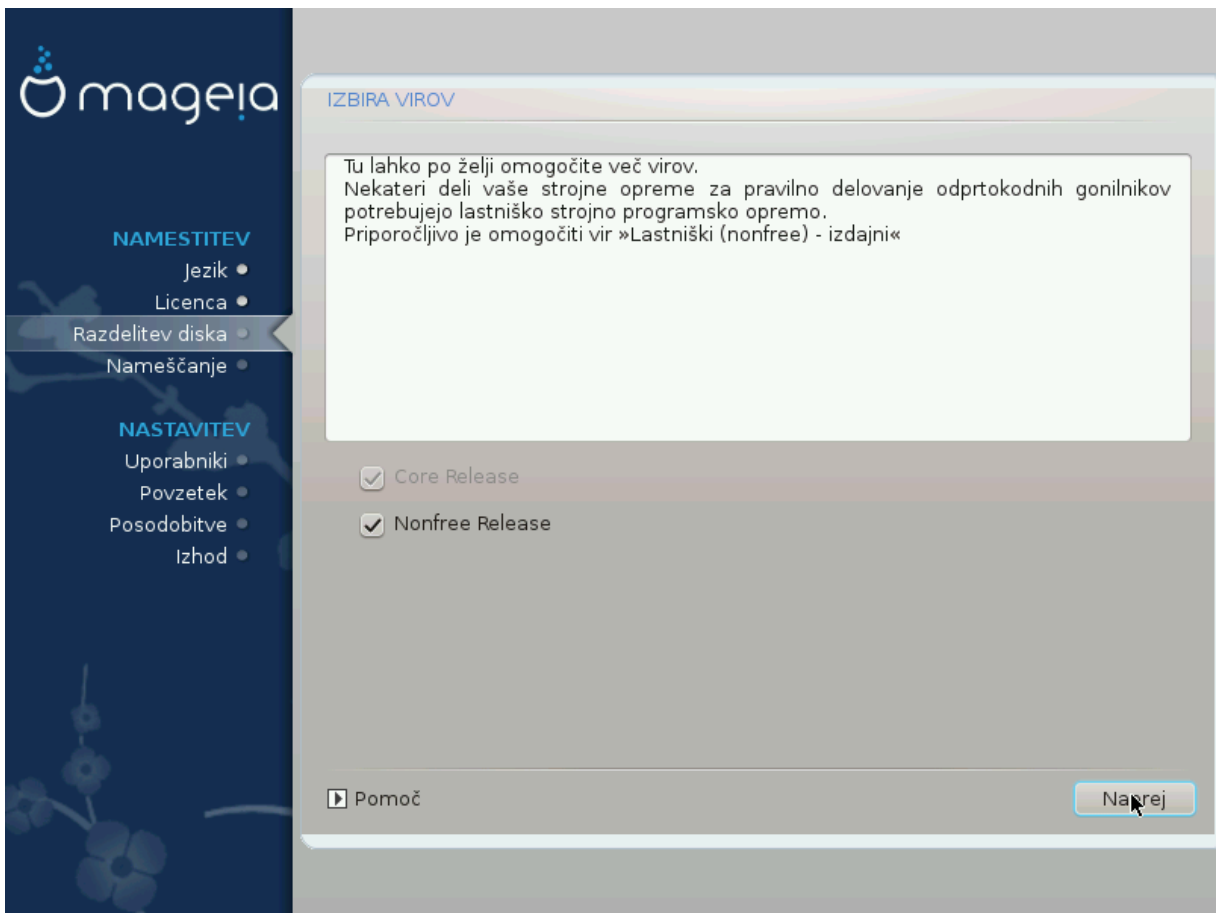 mageia
NAMESTITEV
Jezik
Licenca
Razdelitev diska
Nameščanje
NASTAVITEV
Uporabniki
Povzetek
Posodobitve
Izhod
IZBIRA VIROV
Tu lahko po želji omogočite več virov.
Nekateri deli vaše strojne opreme za pravilno delovanje odprtokodnih gonilnikov
potrebujejo lastniško strojno programsko opremo.
Priporočljivo je omogočiti vir »Lastniški (nonfree) - izdajni«
Core Release
Nonfree Release
Pomoč
Naprej